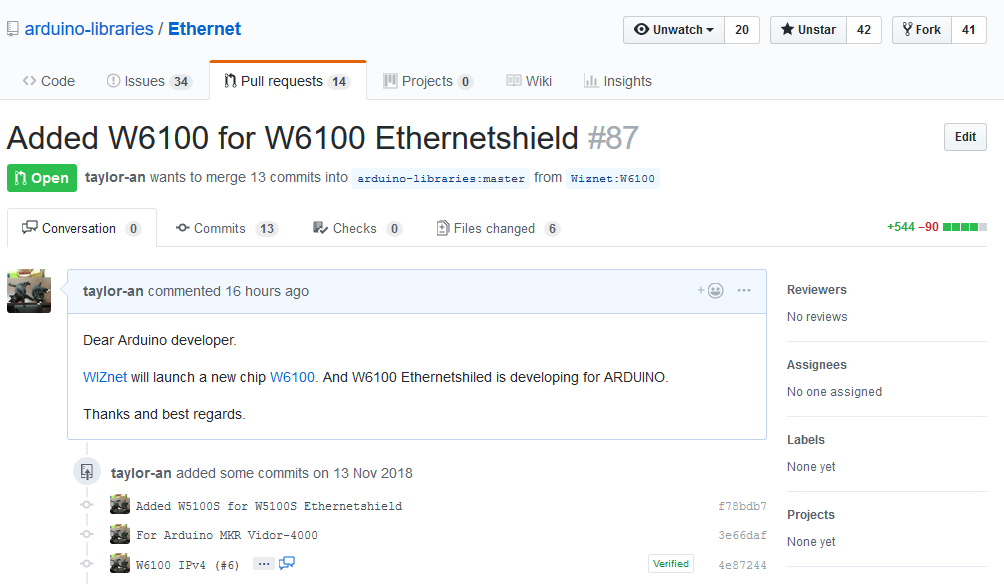 arduino-libraries / Ethernet
Unwatch 20 Unstar 42 Fork 41
Code Issues 34 Pull requests 14 Projects 0 Wiki Insights
Added W6100 for W6100 Ethernetshield #87
Edit
Open taylor-an wants to merge 13 commits into arduino-libraries:master from Wiznet:W6100
Conversation 0 Commits 13 Checks 0 Files changed 6 +544 −90
taylor-an commented 16 hours ago
Dear Arduino developer.
WIZnet will launch a new chip W6100. And W6100 Ethernetshiled is developing for ARDUINO.
Thanks and best regards.
taylor-an added some commits on 13 Nov 2018
Added W5100S for W5100S Ethernetshield f78bdb7
For Arduino MKR Vidor-4000 3e66daf
W6100 IPv4 (#6) ... Verified 4e87244
Reviewers
No reviews
Assignees
No one assigned
Labels
None yet
Projects
None yet